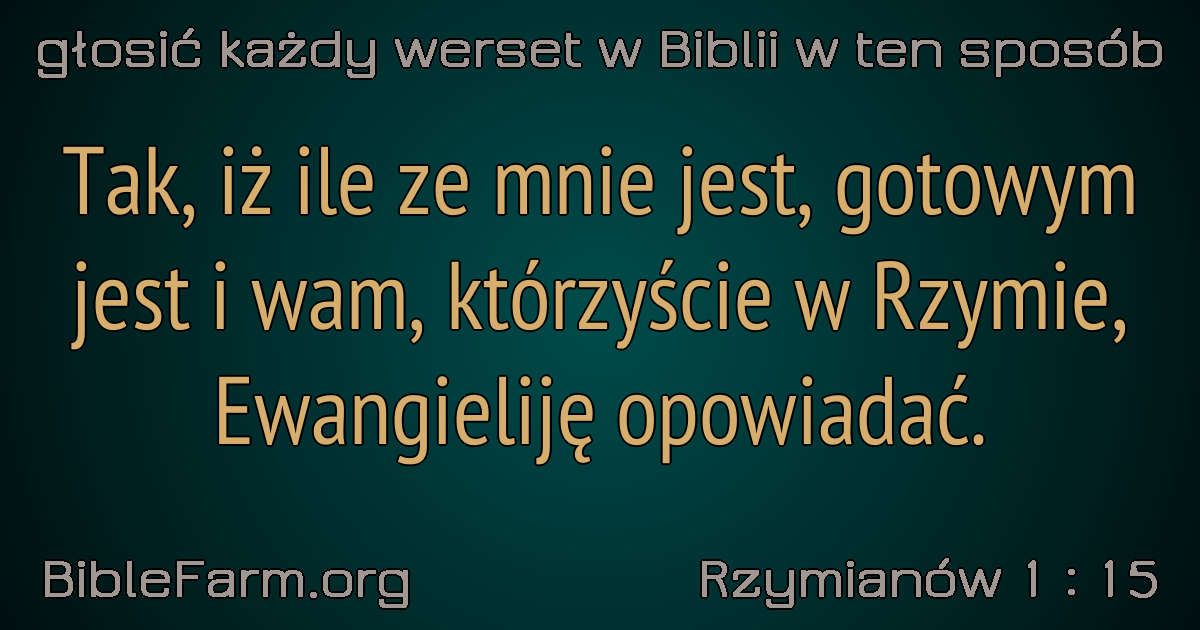 głosić każdy werset w Biblii w ten sposób
Tak, iż ile ze mnie jest, gotowym
jest i wam, którzyście w Rzymie,
Ewangieliję opowiadać.
BibleFarm.org
Rzymianów 1 : 15